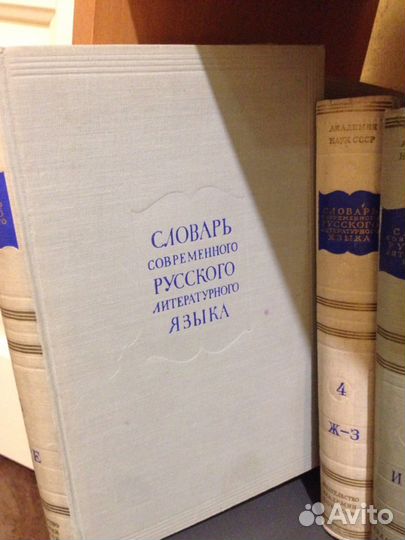 СЛОВАРЬ
СОВРЕМЕННОГО
РУССКОГО
ЛИТЕРАТУРНОГО
ЯЗЫКА
Е
АКАДЕМИЯ
НАУК СССР
СЛОВАРЬ
СОВРЕМЕННОГО
РУССКОГО
ЛИТЕРАТУРНОГО
ЯЗЫКА
4
Ж-З
И
Avito